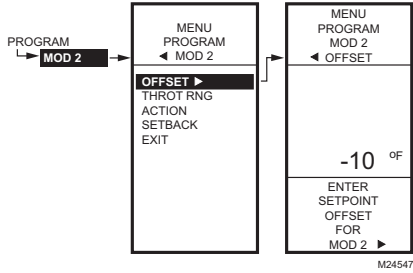 PROGRAM
MOD 2
MENU
PROGRAM
◄ MOD 2
OFFSET ►
THROT RNG
ACTION
SETBACK
EXIT
MENU
PROGRAM
MOD 2
◄ OFFSET
-10 ºF
ENTER
SETPOINT
OFFSET
FOR
MOD 2 ►
M24547